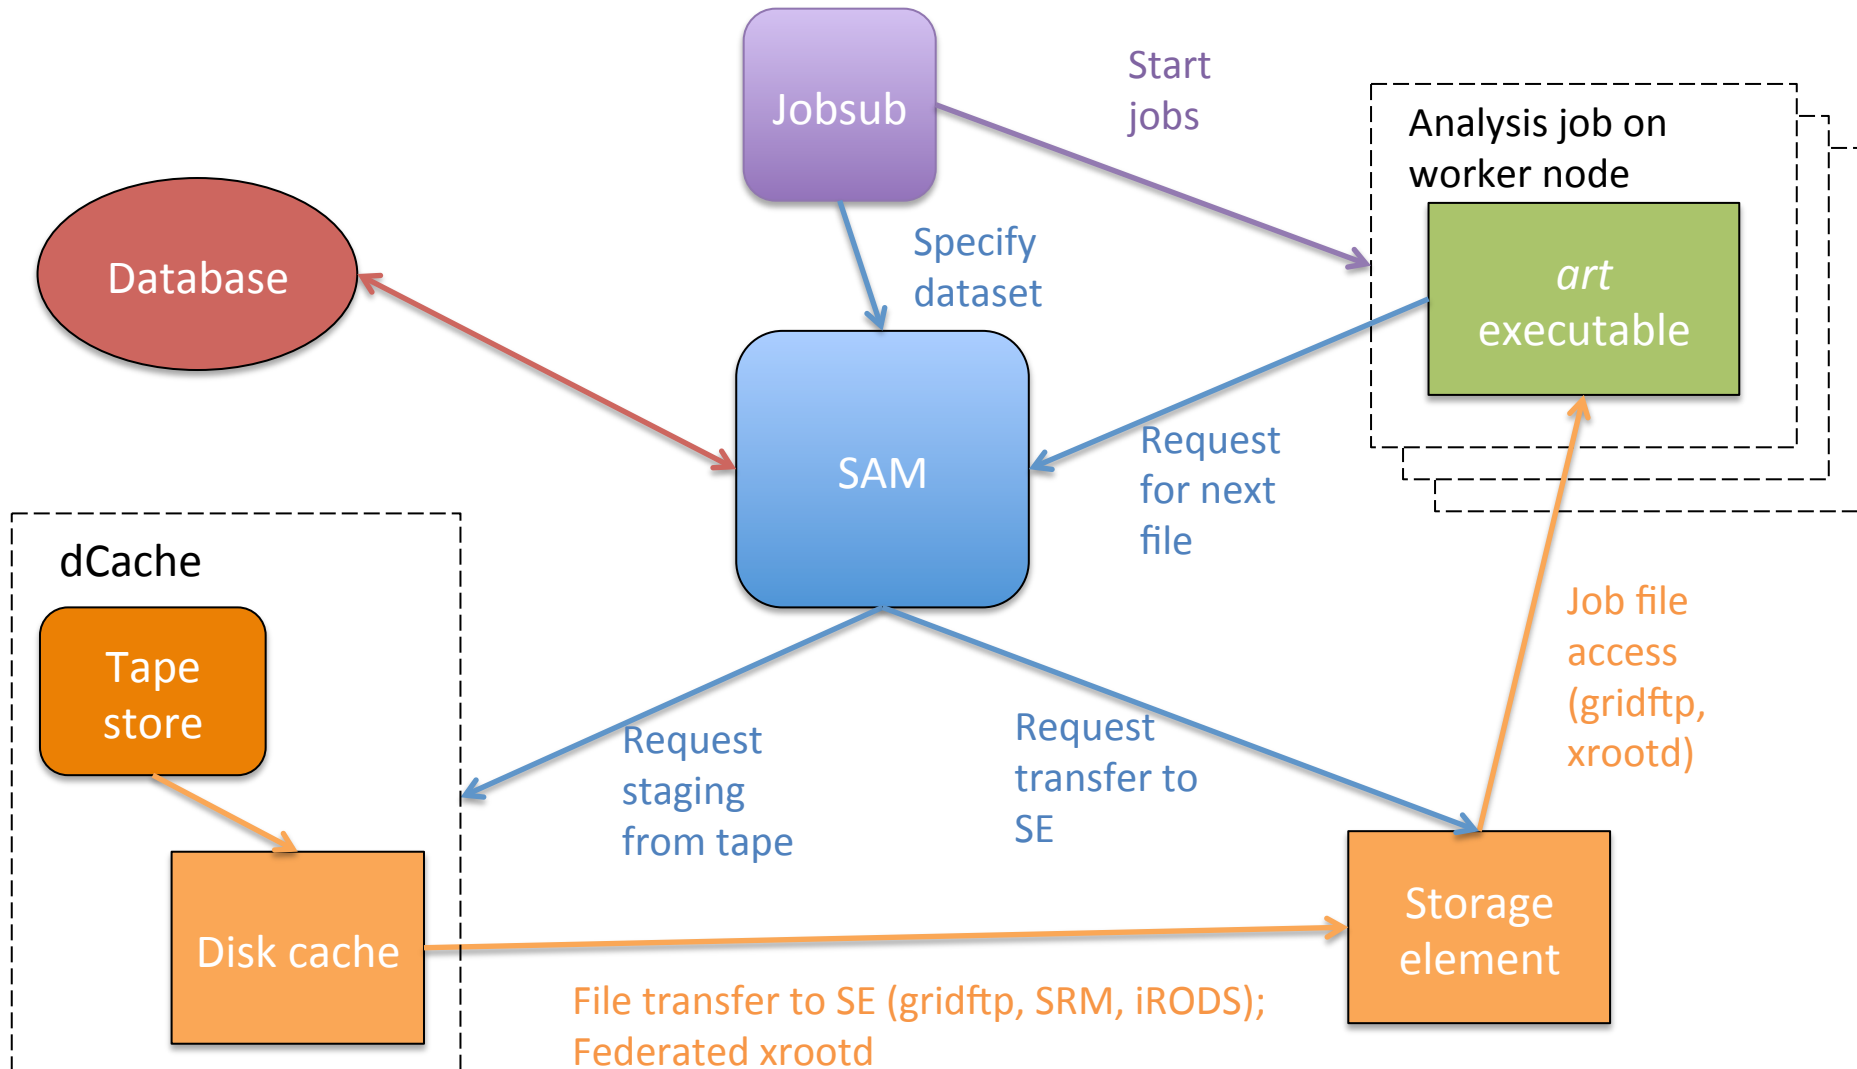 Jobsub
Start
jobs
Analysis job on
worker node
art
executable
Database
Specify
dataset
SAM
Request
for next
file
dCache
Tape
store
Job file
access
(gridftp,
xrootd)
Request
staging
from tape
Request
transfer to
SE
Disk cache
Storage
element
File transfer to SE (gridftp, SRM, iRODS);
Federated xrootd